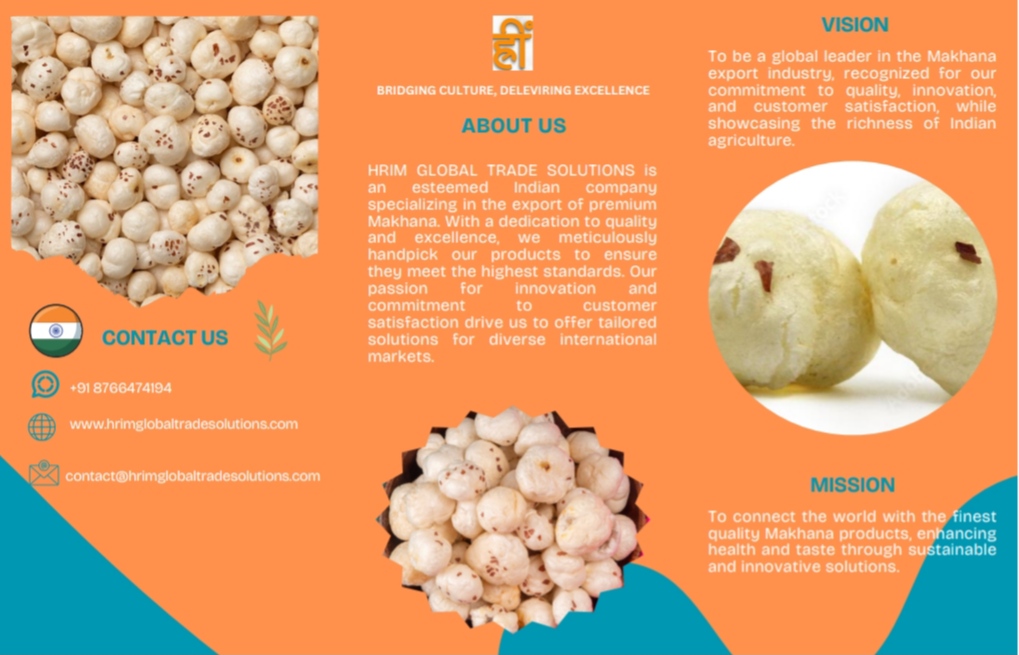 CONTACT US
+91 8766474194
www.hrimglobaltradesolutions.com
contact@hrimglobaltradesolutions.com
ह्रीं
BRIDGING CULTURE, DELEVIRING EXCELLENCE
ABOUT US
HRIM GLOBAL TRADE SOLUTIONS is
an esteemed Indian company
specializing in the export of premium
Makhana. With a dedication to quality
and excellence, we meticulously
handpick our products to ensure
they meet the highest standards. Our
passion for innovation and
commitment to customer
satisfaction drive us to offer tailored
solutions for diverse international
markets.
VISION
To be a global leader in the Makhana
export industry, recognized for our
commitment to quality, innovation,
and customer satisfaction, while
showcasing the richness of Indian
agriculture.
MISSION
To connect the world with the finest
quality Makhana products, enhancing
health and taste through sustainable
and innovative solutions.